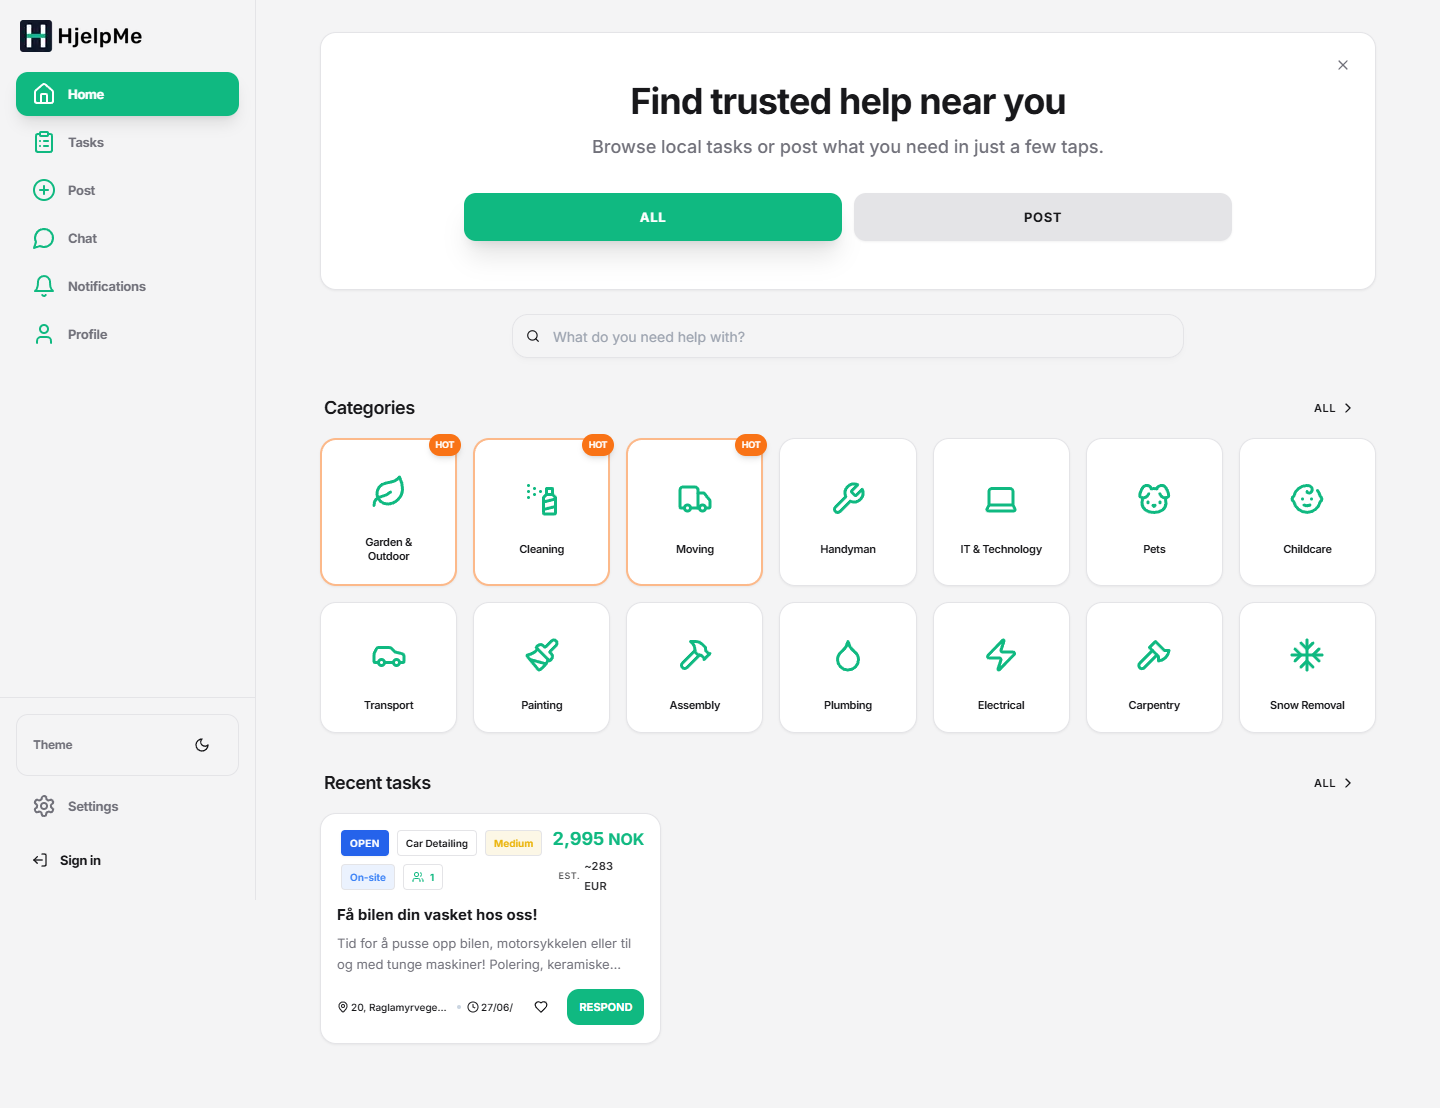 HjelpMe
Home
Tasks
Post
Chat
Notifications
Profile
Theme
Settings
Sign in
Find trusted help near you
Browse local tasks or post what you need in just a few taps.
ALL
POST
What do you need help with?
Categories
ALL
HOT
HOT
HOT
Garden &
Outdoor
Cleaning
Moving
Handyman
IT & Technology
Pets
Childcare
Transport
Painting
Assembly
Plumbing
Electrical
Carpentry
Snow Removal
Recent tasks
ALL
OPEN
Car Detailing
Medium
2,995 NOK
On-site
1
EST.
~283
EUR
Få bilen din vasket hos oss!
Tid for å pusse opp bilen, motorsykkelen eller til
og med tunge maskiner! Polering, keramiske...
20, Raglamyrvege...
27/06/
RESPOND